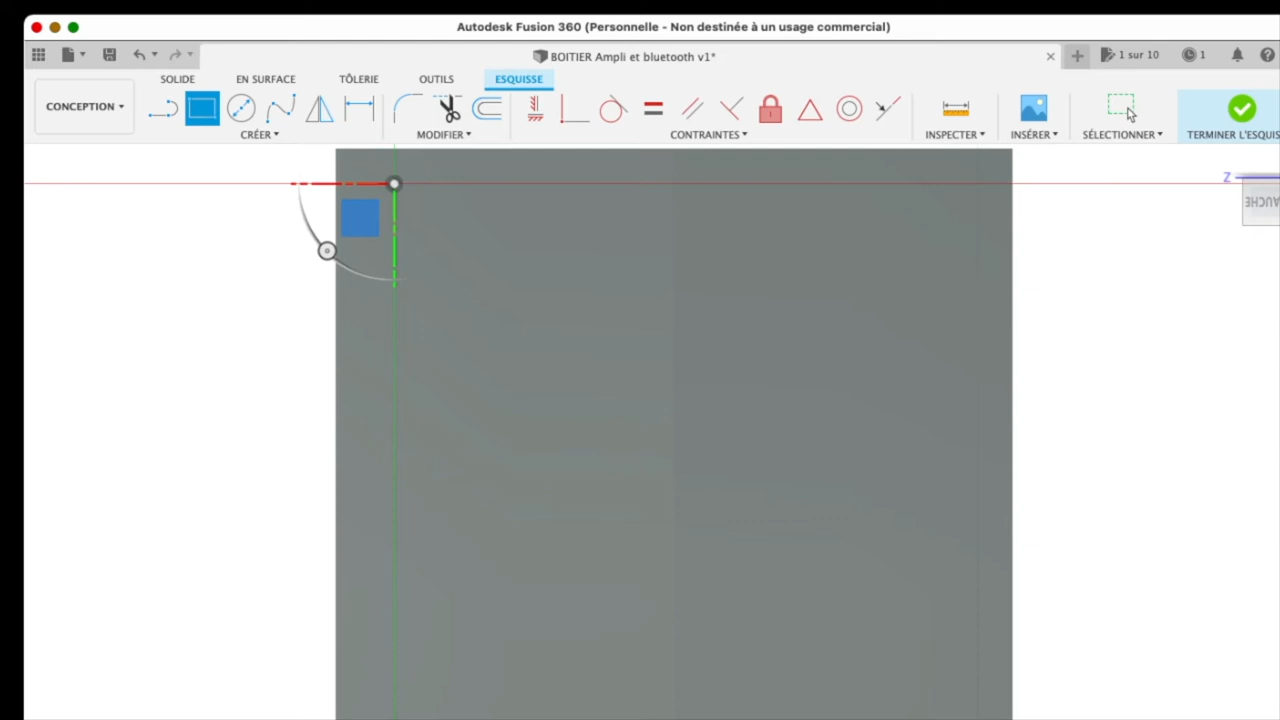 Autodesk Fusion 360 (Personnelle - Non destinée à un usage commercial)
BOITIER Ampli et bluetooth v1*
1 sur 10
1
SOLIDE
EN SURFACE
TÔLERIE
OUTILS
ESQUISSE
CONCEPTION
CRÉER
MODIFIER
CONTRAINTES
INSPECTER
INSÉRER
SÉLECTIONNER
TERMINER L'ESQUIS
Z
AUCHE